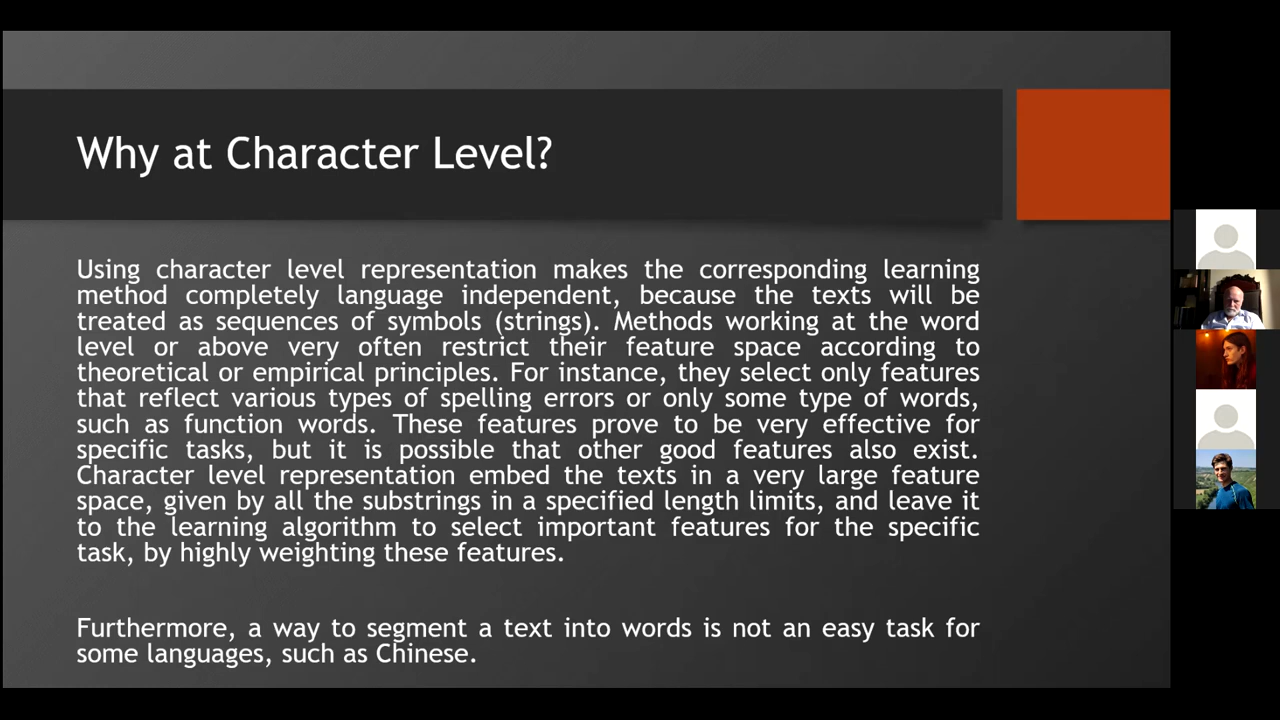 Why at Character Level?
Using character level representation makes the corresponding learning
method completely language independent, because the texts will be
treated as sequences of symbols (strings). Methods working at the word
level or above very often restrict their feature space according to
theoretical or empirical principles. For instance, they select only features
that reflect various types of spelling errors or only some type of words,
such as function words. These features prove to be very effective for
specific tasks, but it is possible that other good features also exist.
Character level representation embed the texts in a very large feature
space, given by all the substrings in a specified length limits, and leave it
to the learning algorithm to select important features for the specific
task, by highly weighting these features.
Furthermore, a way to segment a text into words is not an easy task for
some languages, such as Chinese.